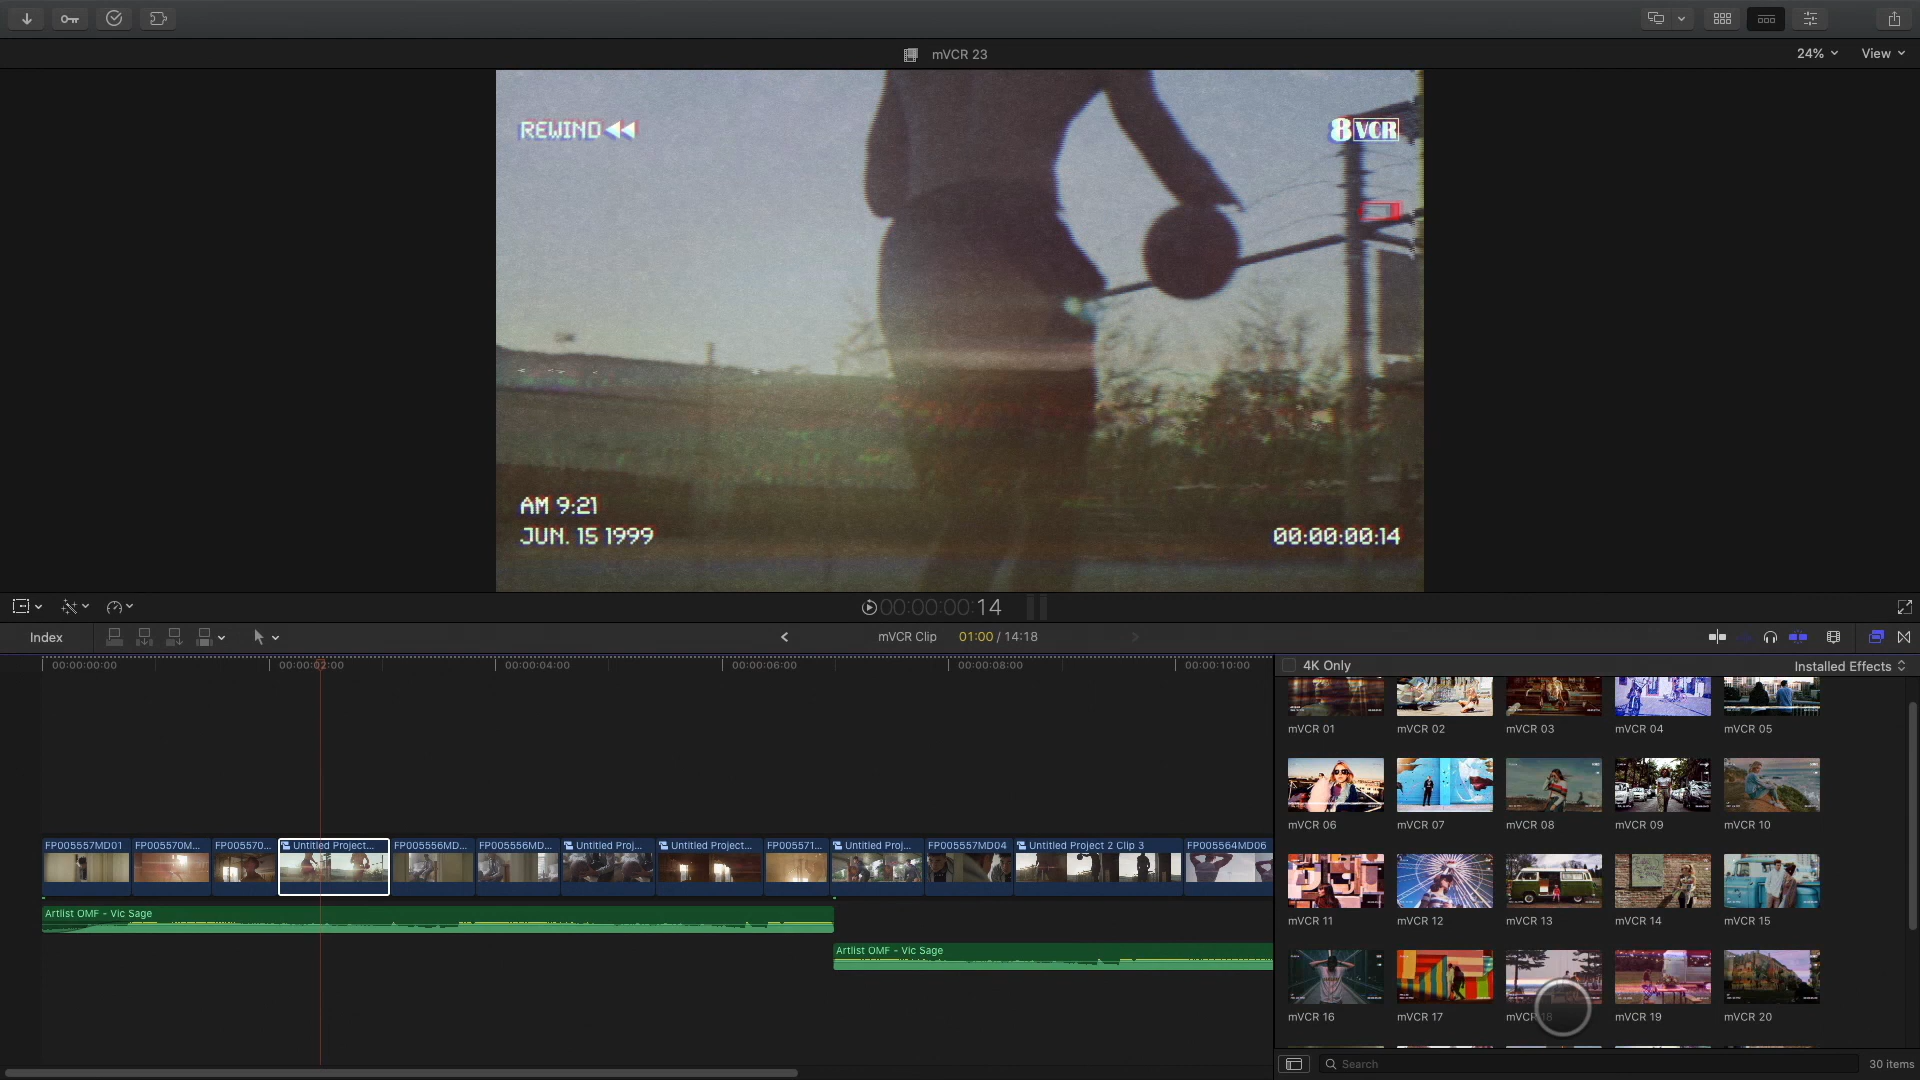 mVCR 23
24%
View
REWIND
8 VCR
AM 9:21
JUN. 15 1999
00:00:00:14
00:00:00:14
Index
mVCR Clip
01:00 / 14:18
00:00:00:00
00:00:02:00
00:00:04:00
00:00:06:00
00:00:08:00
00:00:10:00
4K Only
Installed Effects
mVCR 01
mVCR 02
mVCR 03
mVCR 04
mVCR 05
mVCR 06
mVCR 07
mVCR 08
mVCR 09
mVCR 10
FP005557MD01
FP005570M...
FP005570...
Untitled Project...
FP005556MD...
FP005556MD...
Untitled Proj...
Untitled Project...
FP005571...
Untitled Proj...
FP005557MD04
Untitled Project 2 Clip 3
FP005564MD06
Artlist OMF - Vic Sage
Artlist OMF - Vic Sage
mVCR 11
mVCR 12
mVCR 13
mVCR 14
mVCR 15
mVCR 16
mVCR 17
mVCR 18
mVCR 19
mVCR 20
Search
30 items